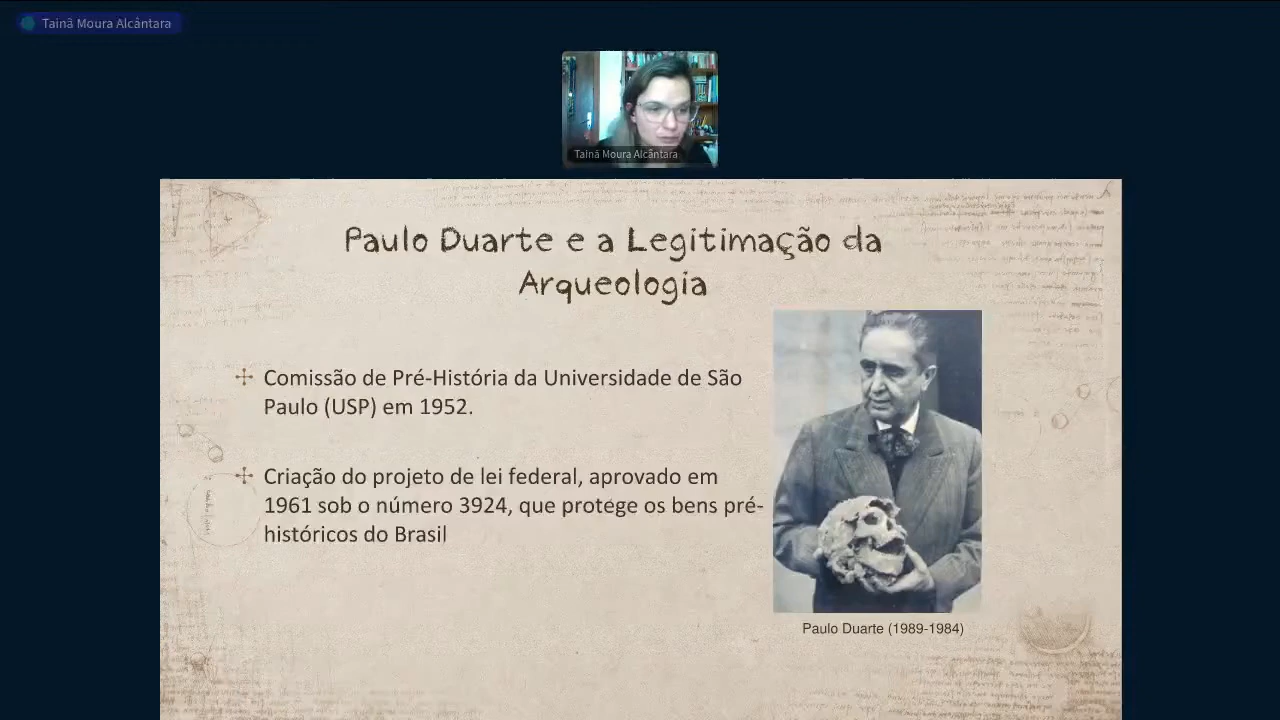 Tainã Moura Alcântara
Tainã Moura Alcântara
Paulo Duarte e a Legitimação da
Arqueologia
Comissão de Pré-História da Universidade de São
Paulo (USP) em 1952.
Criação do projeto de lei federal, aprovado em
1961 sob o número 3924, que protege os bens pré-
históricos do Brasil
Paulo Duarte (1989-1984)